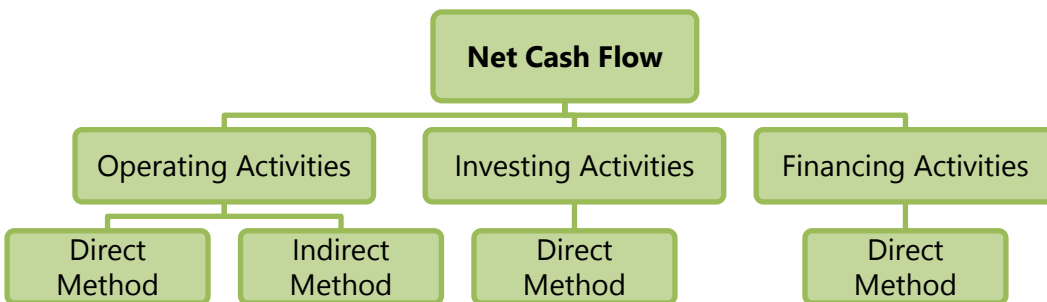 Net Cash Flow
Operating Activities
Investing Activities
Financing Activities
Direct
Method
Indirect
Method
Direct
Method
Direct
Method